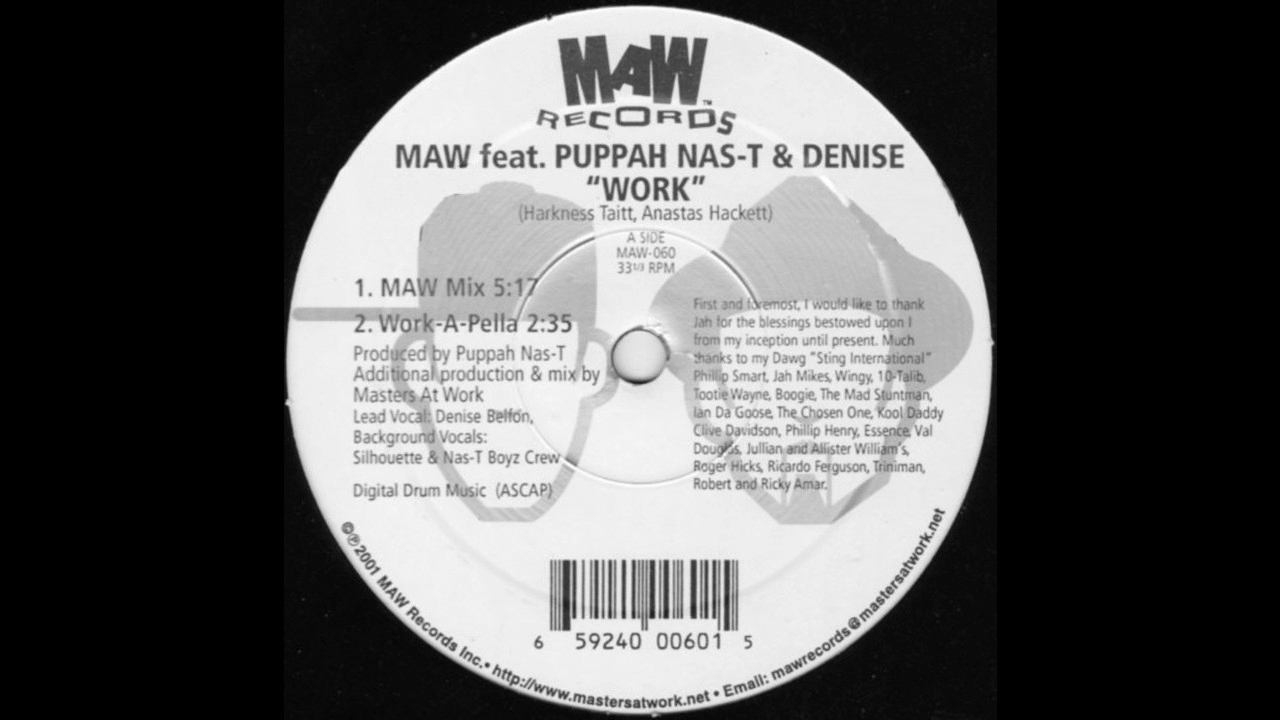 MAW™
RECORDS
MAW feat. PUPPAH NAS-T & DENISE
“WORK”
(Harkness Taitt, Anastas Hackett)
A SIDE
MAW-060
33 1/3 RPM
1. MAW Mix 5:17
2. Work-A-Pella 2:35
Produced by Puppah Nas-T
Additional production & mix by
Masters At Work
Lead Vocal: Denise Belfon,
Background Vocals:
Silhouette & Nas-T Boyz Crew
Digital Drum Music (ASCAP)
First and foremost, I would like to thank
Jah for the blessings bestowed upon I
from my inception until present. Much
thanks to my Dawg “Sting International”
Phillip Smart, Jah Mikes, Wingy, 10-Talib,
Tootie Wayne, Boogie, The Mad Stuntman,
Ian Da Goose, The Chosen One, Kool Daddy
Clive Davidson, Phillip Henry, Essence, Val
Douglas, Jullian and Allister William's,
Roger Hicks, Ricardo Ferguson, Triniman,
Robert and Ricky Amar.
6 59240 00601 5
©℗2001 MAW Records Inc. • http://www.mastersatwork.net • Email: mawrecords@mastersatwork.net